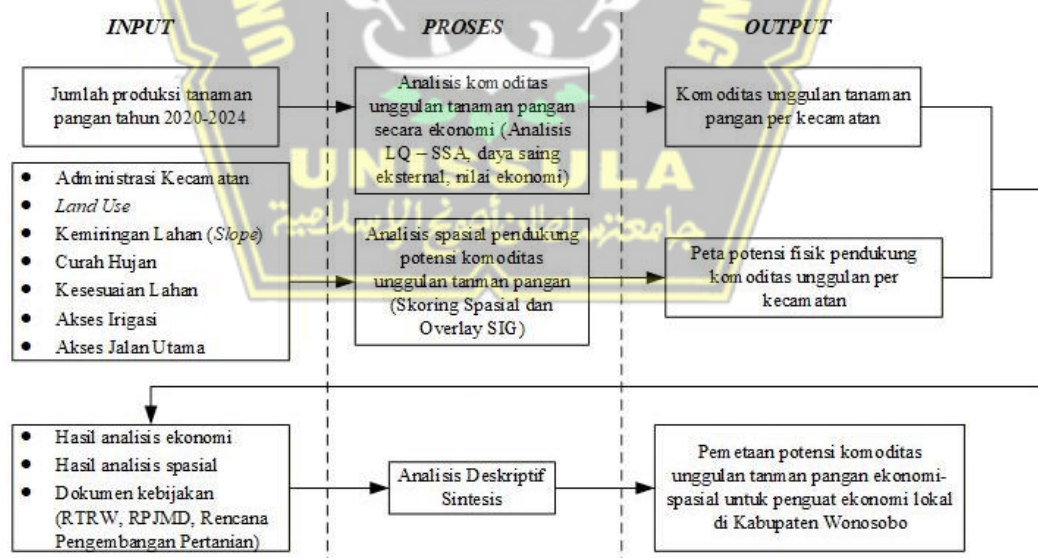 INPUT
PROSES
OUTPUT
Jumlah produksi tanaman
pangan tahun 2020-2024
Analisis komoditas
unggulan tanaman pangan
secara ekonomi (Analisis
LQ – SSA, daya saing
eksternal, nilai ekonomi)
Komoditas unggulan tanaman
pangan per kecamatan
• Administrasi Kecamatan
• Land Use
• Kemiringan Lahan (Slope)
• Curah Hujan
• Kesesuaian Lahan
• Akses Irigasi
• Akses Jalan Utama
Analisis spasial pendukung
potensi komoditas
unggulan tanman pangan
(Skoring Spasial dan
Overlay SIG)
Peta potensi fisik pendukung
komoditas unggulan per
kecamatan
• Hasil analisis ekonomi
• Hasil analisis spasial
• Dokumen kebijakan
(RTRW, RPJMD, Rencana
Pengembangan Pertanian)
Analisis Deskriptif
Sintesis
Pemetaan potensi komoditas
unggulan tanman pangan ekonomi-
spasial untuk penguat ekonomi lokal
di Kabupaten Wonosobo
UNISSULA
جامعتسلطان أجونج الإسلامية